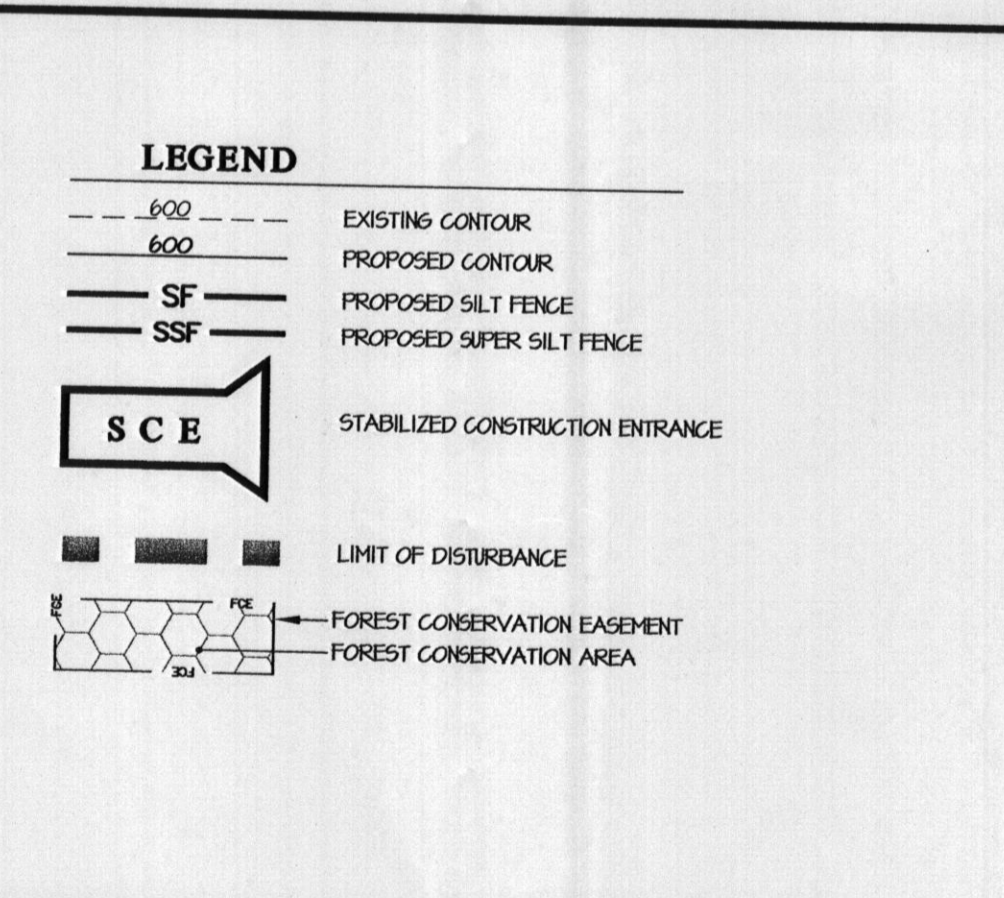 LEGEND
600 EXISTING CONTOUR
600 PROPOSED CONTOUR
SF PROPOSED SILT FENCE
SSF PROPOSED SUPER SILT FENCE
S C E STABILIZED CONSTRUCTION ENTRANCE
LIMIT OF DISTURBANCE
FCE FCE FOREST CONSERVATION EASEMENT
FOREST CONSERVATION AREA
FCE